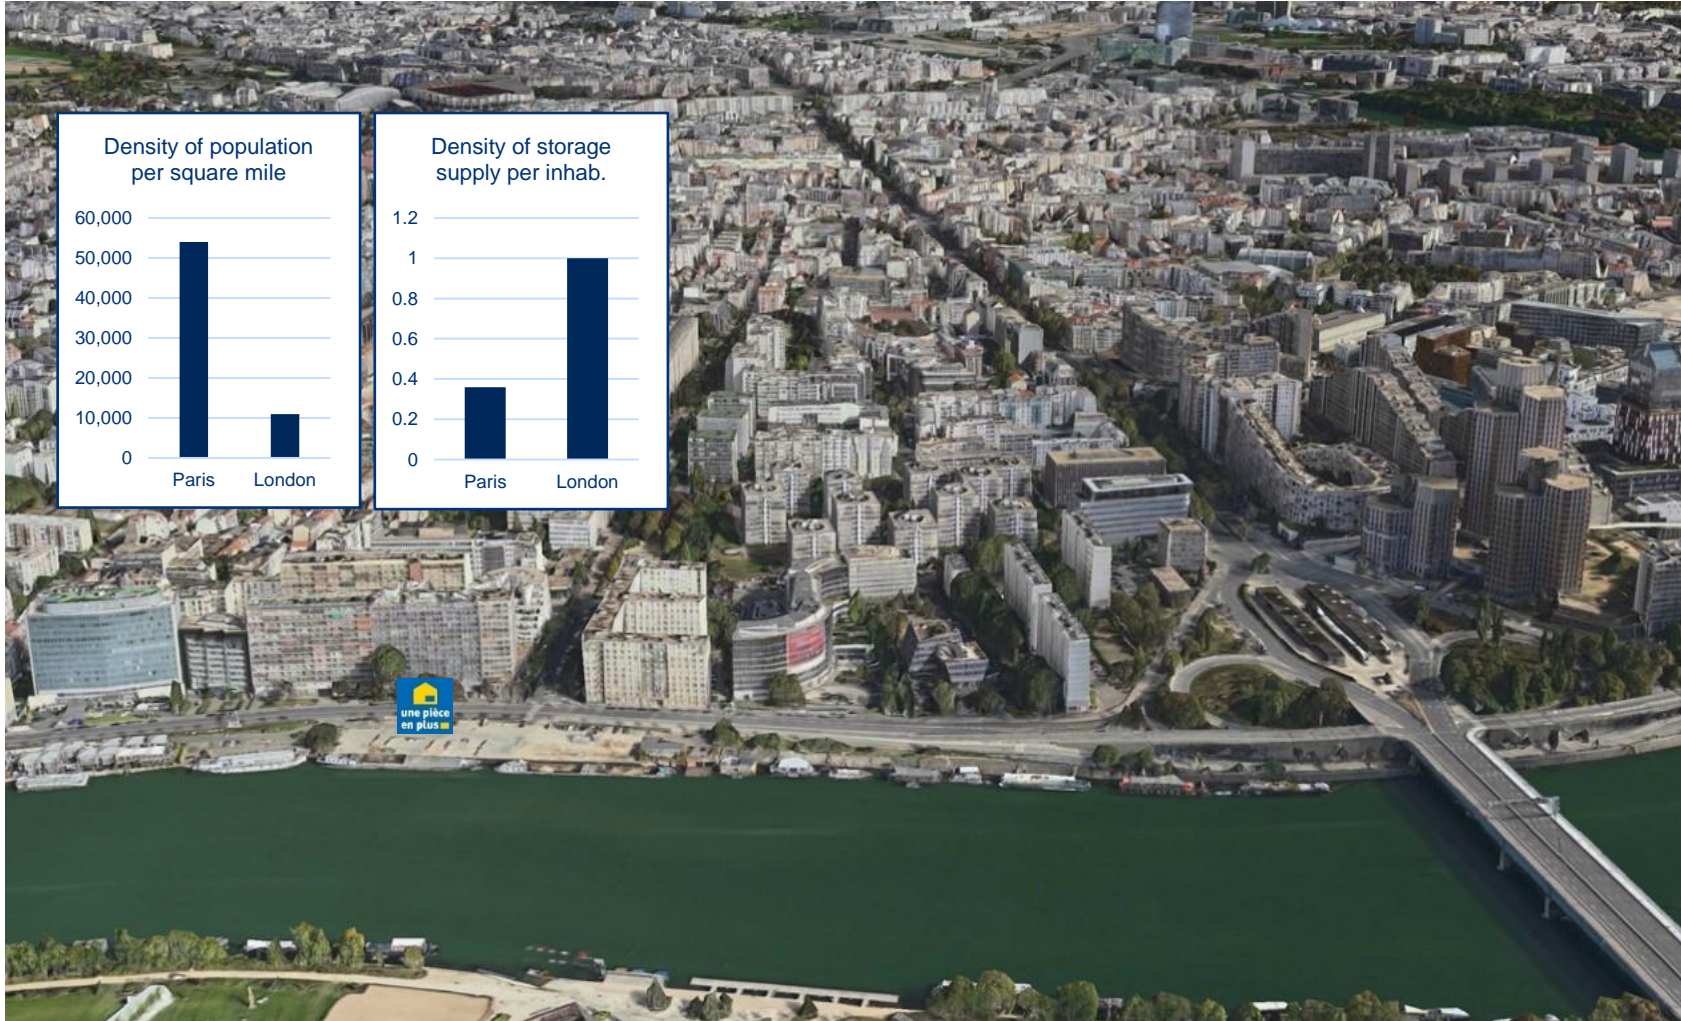 Density of population
per square mile
60,000
50,000
40,000
30,000
20,000
10,000
0
Paris London
Density of storage
supply per inhab.
1.2
1
0.8
0.6
0.4
0.2
0
Paris London
une pièce
en plus